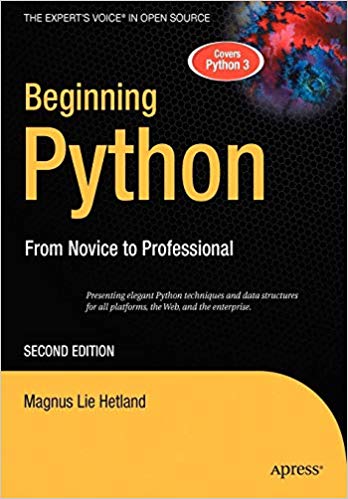 THE EXPERT'S VOICE® IN OPEN SOURCE
Covers
Python 3
Beginning
Python
From Novice to Professional
Presenting elegant Python techniques and data structures
for all platforms, the Web, and the enterprise.
SECOND EDITION
Magnus Lie Hetland
Apress®